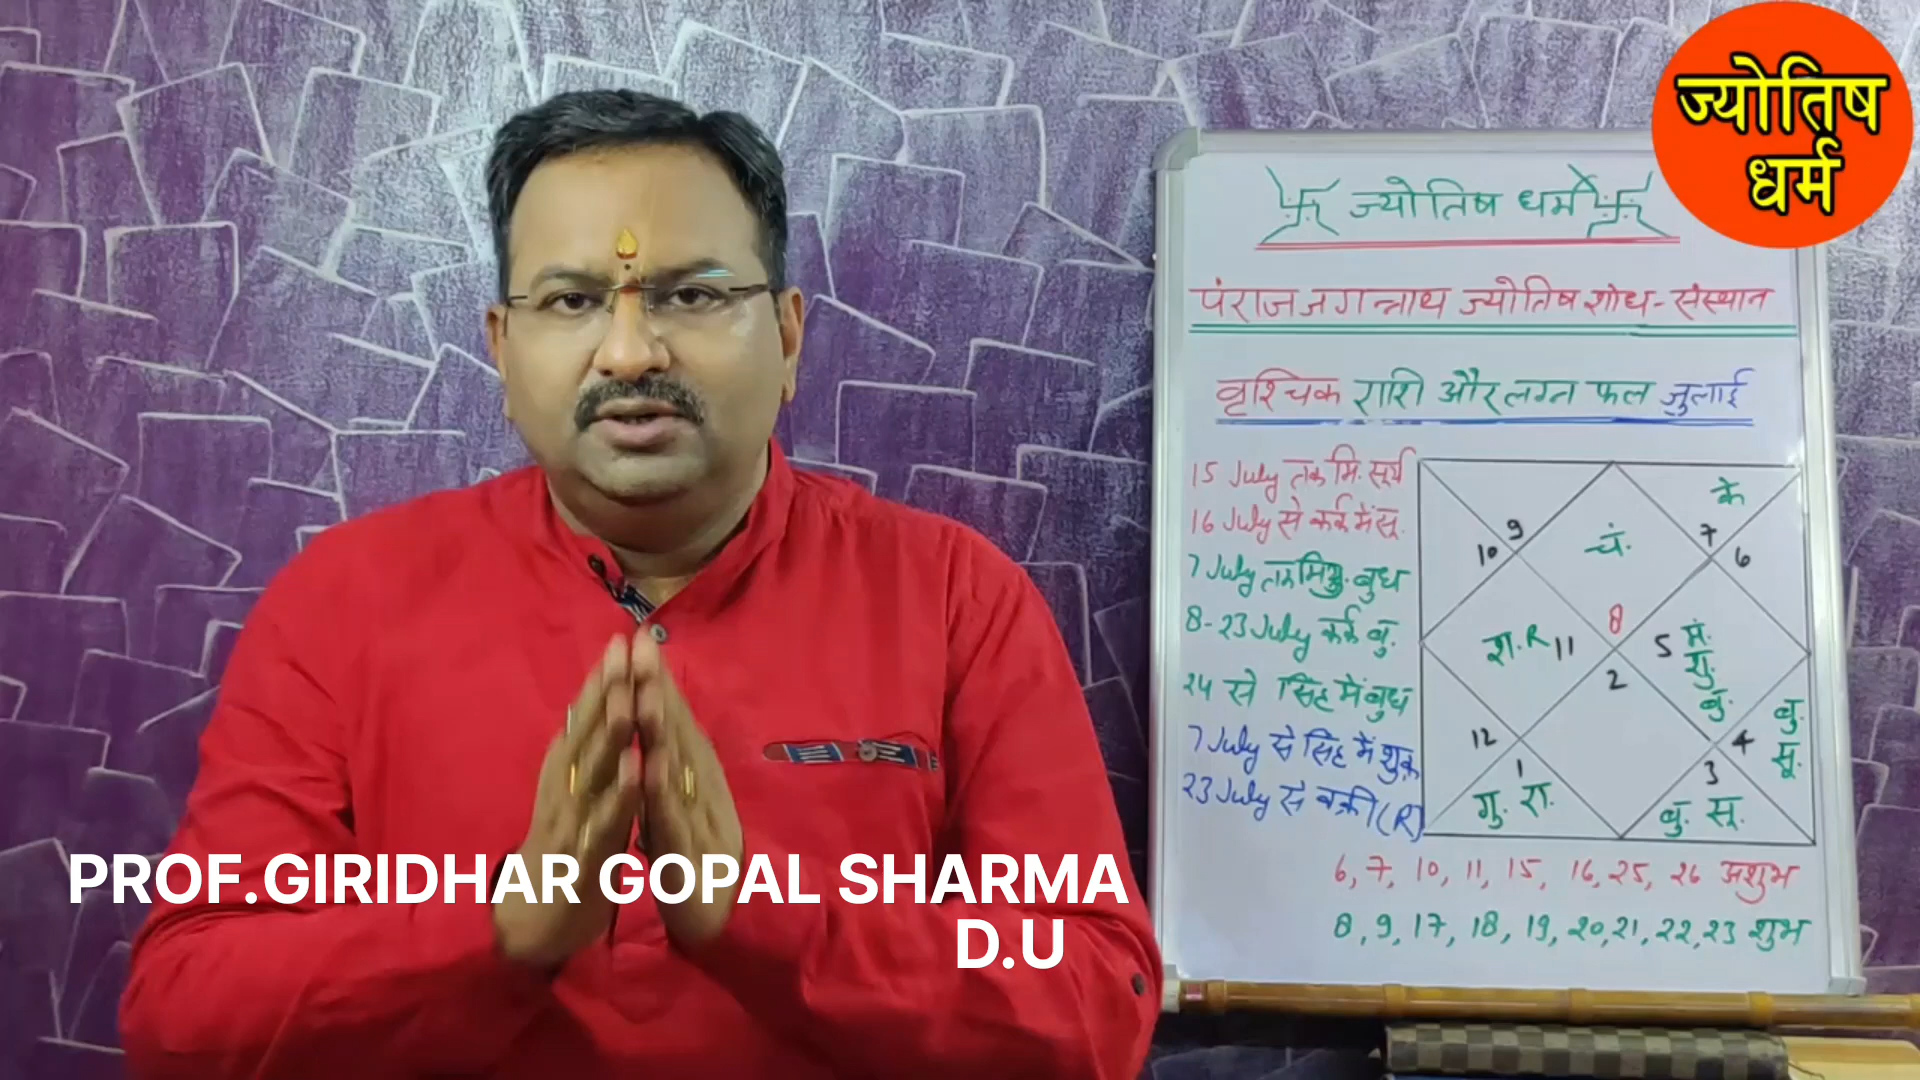 ज्योतिष
धर्म
卐 ज्योतिष धर्म 卐
पंराज जगन्नाथ ज्योतिष शोध-संस्थान
वृश्चिक राशि और लग्न फल जुलाई
15 July तक मि. सूर्य
16 July से कर्क में सू.
7 July तक मिथु. बुध
8-23 July कर्क बु.
24 से सिंह में बुध
7 July से सिंह में शुक्र
23 July से वक्री (R)
के
चं.
9
10
7
6
8
श. R 11
5 मं.
शु.
बु.
2
12
4 बु.
सू.
1
3
गु. रा.
बु. सू.
6, 7, 10, 11, 15, 16, 25, 26 अशुभ
8, 9, 17, 18, 19, 20, 21, 22, 23 शुभ
PROF.GIRIDHAR GOPAL SHARMA
D.U